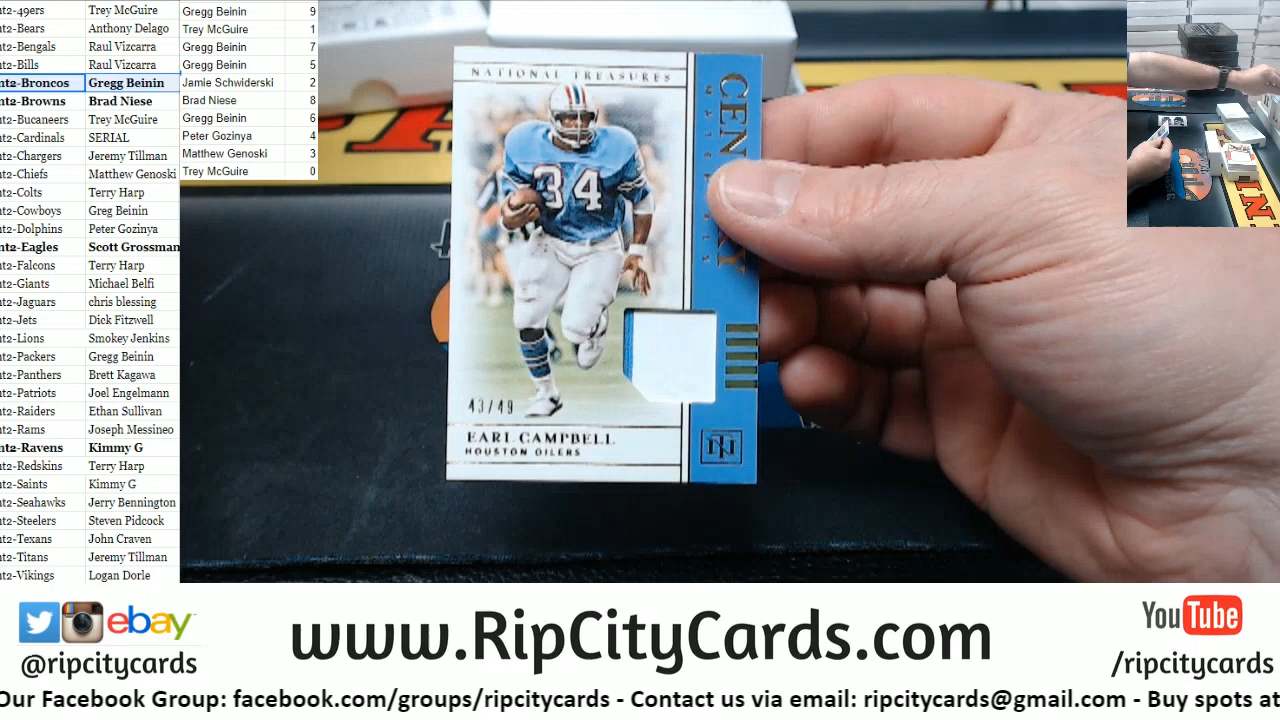 nt2-49ers Trey McGuire
nt2-Bears Anthony Delago
nt2-Bengals Raul Vizcarra
nt2-Bills Raul Vizcarra
nt2-Broncos Gregg Beinin
nt2-Browns Brad Niese
nt2-Bucaneers Trey McGuire
nt2-Cardinals SERIAL
nt2-Chargers Jeremy Tillman
nt2-Chiefs Matthew Genoski
nt2-Colts Terry Harp
nt2-Cowboys Greg Beinin
nt2-Dolphins Peter Gozinya
nt2-Eagles Scott Grossman
nt2-Falcons Terry Harp
nt2-Giants Michael Belfi
nt2-Jaguars chris blessing
nt2-Jets Dick Fitzwell
nt2-Lions Smokey Jenkins
nt2-Packers Gregg Beinin
nt2-Panthers Brett Kagawa
nt2-Patriots Joel Engelmann
nt2-Raiders Ethan Sullivan
nt2-Rams Joseph Messineo
nt2-Ravens Kimmy G
nt2-Redskins Terry Harp
nt2-Saints Kimmy G
nt2-Seahawks Jerry Bennington
nt2-Steelers Steven Pidcock
nt2-Texans John Craven
nt2-Titans Jeremy Tillman
nt2-Vikings Logan Dorle
Gregg Beinin 9
Trey McGuire 1
Gregg Beinin 7
Gregg Beinin 5
Jamie Schwiderski 2
Brad Niese 8
Gregg Beinin 6
Peter Gozinya 4
Matthew Genoski 3
Trey McGuire 0
NATIONAL TREASURES
34
43/49
EARL CAMPBELL
HOUSTON OILERS
NT
ebay
@ripcitycards
www.RipCityCards.com
YouTube
/ripcitycards
Our Facebook Group: facebook.com/groups/ripcitycards - Contact us via email: ripcitycards@gmail.com - Buy spots at